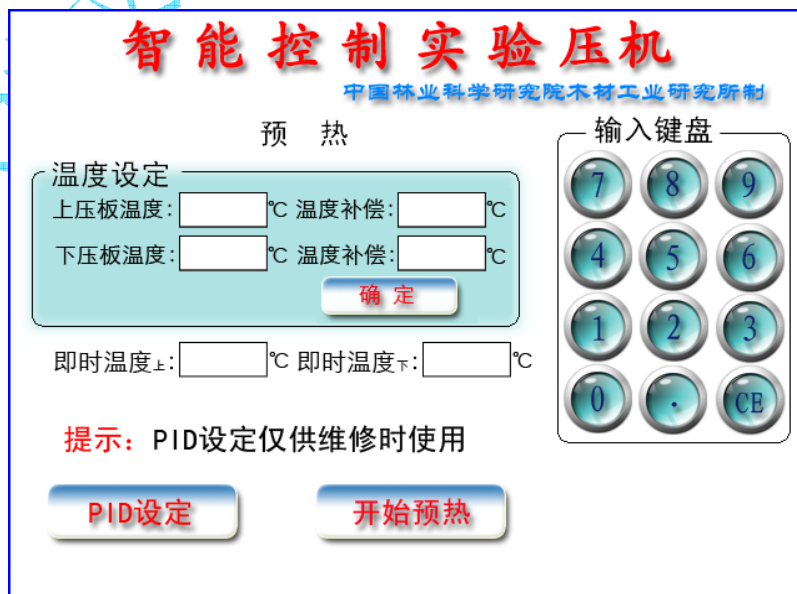 智能控制实验压机
中国林业科学研究院木材工业研究所制
预 热
温度设定
上压板温度: ℃ 温度补偿: ℃
下压板温度: ℃ 温度补偿: ℃
确 定
即时温度上: ℃ 即时温度下: ℃
提示：PID设定仅供维修时使用
PID设定 开始预热
输入键盘
7 8 9
4 5 6
1 2 3
0 . CE